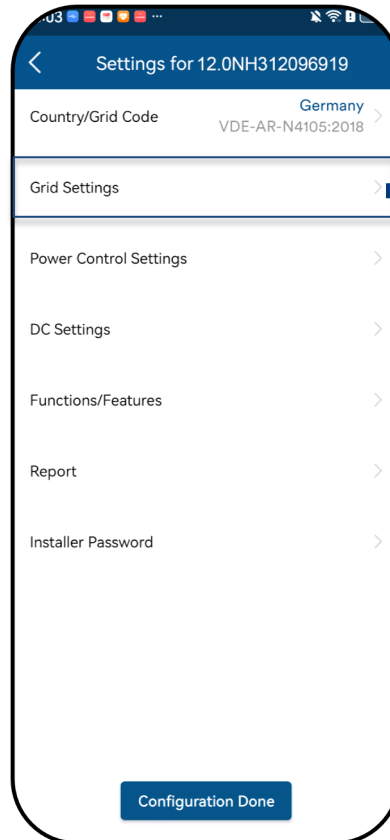 :03
Settings for 12.0NH312096919
Country/Grid Code
Germany
VDE-AR-N4105:2018
Grid Settings
Power Control Settings
DC Settings
Functions/Features
Report
Installer Password
Configuration Done